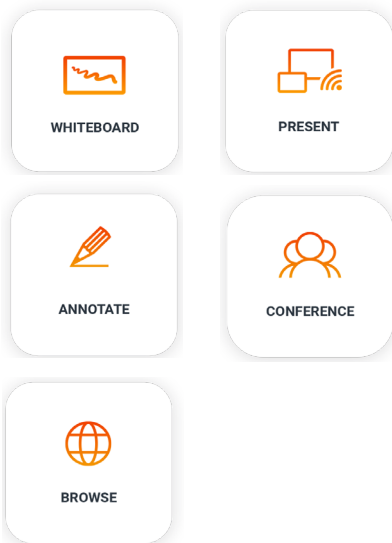 WHITEBOARD
PRESENT
ANNOTATE
CONFERENCE
BROWSE